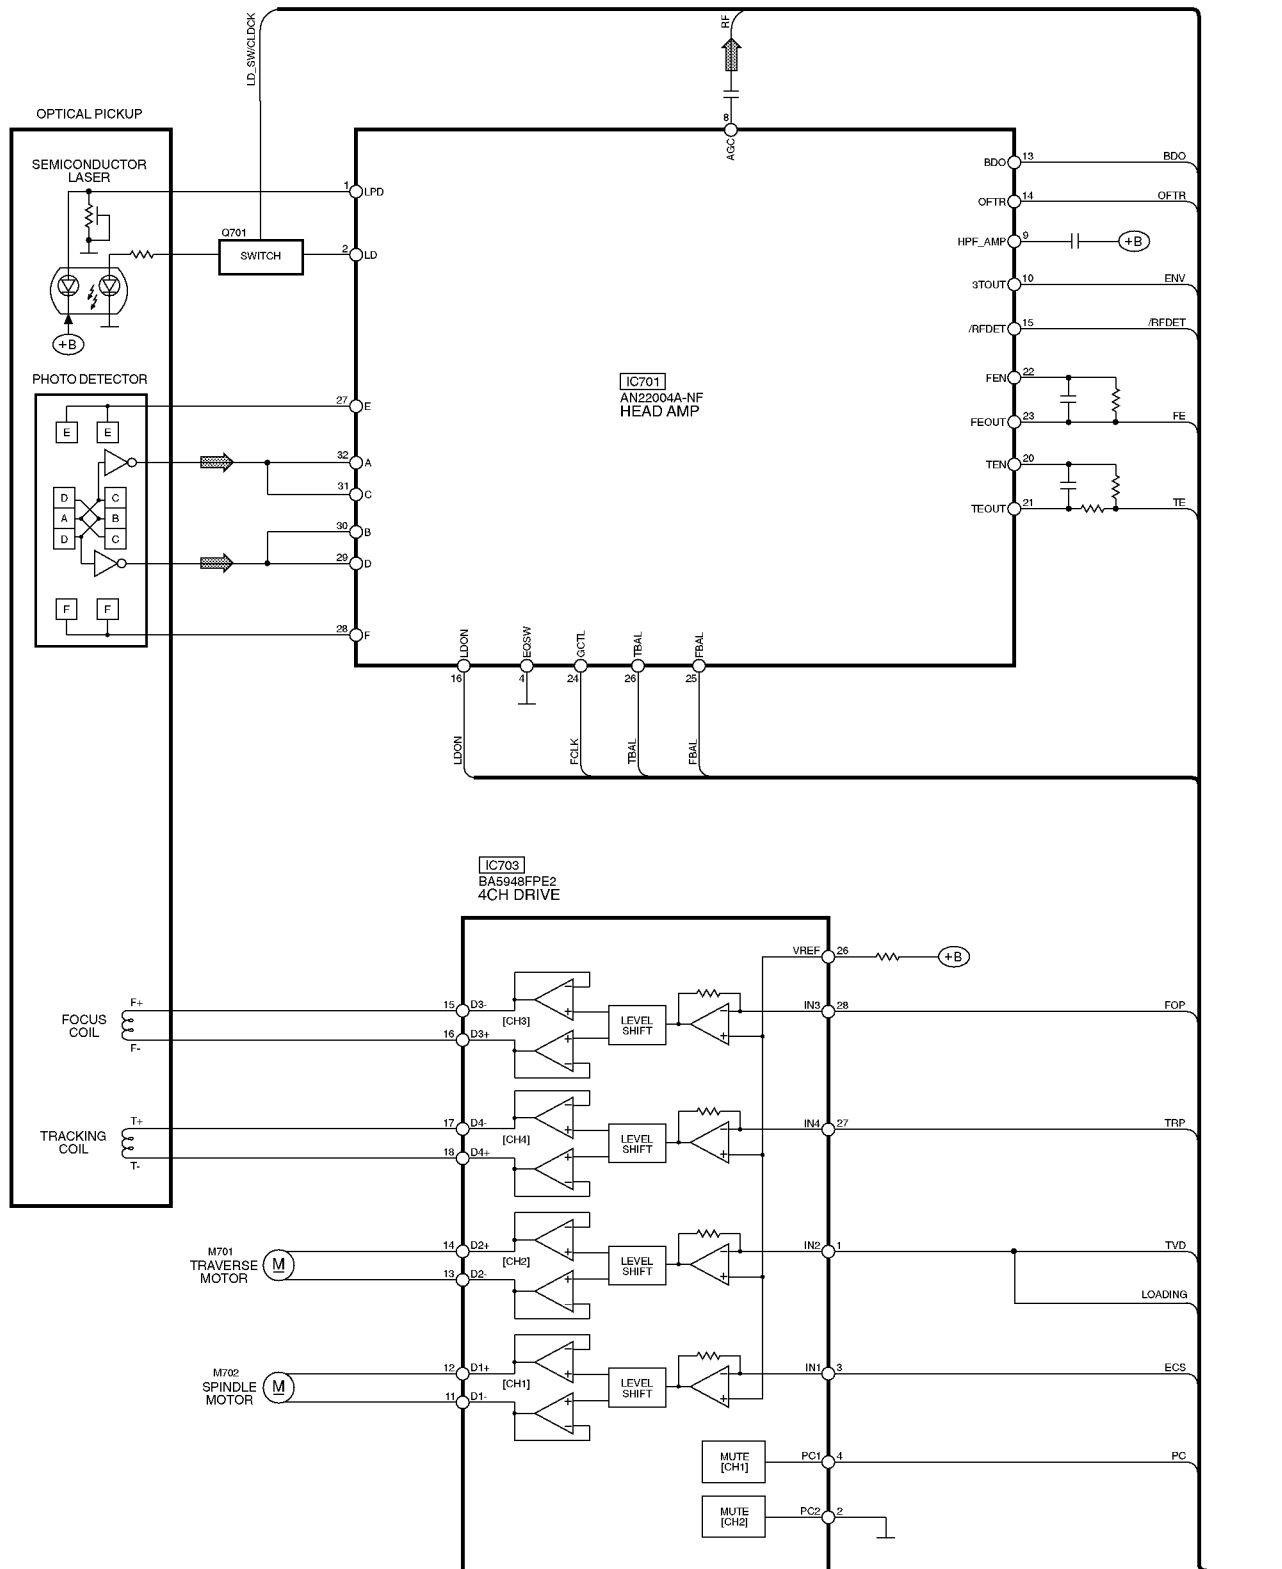 LD_SW/CLDCK
RF
OPTICAL PICKUP
SEMICONDUCTOR
LASER
+B
Q701
SWITCH
1 LPD
2 LD
8
AGC
IC701
AN22004A-NF
HEAD AMP
BDO 13 BDO
OFTR 14 OFTR
HPF_AMP 9 +B
3TOUT 10 ENV
/RFDET 15 /RFDET
FEN 22
FEOUT 23 FE
TEN 20
TEOUT 21 TE
PHOTO DETECTOR
E E
D C
A B
D C
F F
27 E
32 A
31 C
30 B
29 D
28 F
LDON EQSW GCTL TBAL FBAL
16 4 24 26 25
LDON FCLK TBAL FBAL
IC703
BA5948FPE2
4CH DRIVE
VREF 26 +B
FOCUS
COIL
F+
F-
15 D3-
16 D3+
[CH3]
LEVEL
SHIFT
IN3 28 FOP
TRACKING
COIL
T+
T-
17 D4-
18 D4+
[CH4]
LEVEL
SHIFT
IN4 27 TRP
M701
TRAVERSE
MOTOR
M
14 D2+
13 D2-
[CH2]
LEVEL
SHIFT
IN2 1 TVD
LOADING
M702
SPINDLE
MOTOR
M
12 D1+
11 D1-
[CH1]
LEVEL
SHIFT
IN1 3 ECS
MUTE
[CH1]
PC1 4 PC
MUTE
[CH2]
PC2 2